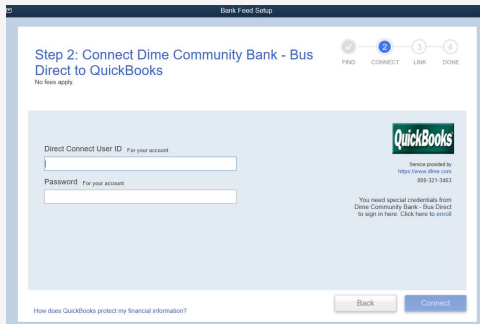 Bank Feed Setup
Step 2: Connect Dime Community Bank - Bus
Direct to QuickBooks
No fees apply.
2
3
4
FIND
CONNECT
LINK
DONE
Direct Connect User ID For your account
Password For your account
QuickBooks
Service provided by
https://www.dime.com
800-321-3463
You need special credentials from
Dime Community Bank - Bus Direct
to sign in here. Click here to enroll
Back
Connect
How does QuickBooks protect my financial information?